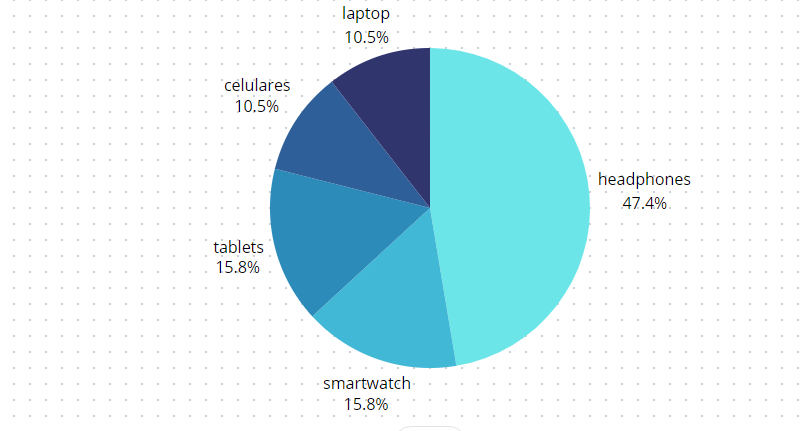 laptop
10.5%
celulares
10.5%
headphones
47.4%
tablets
15.8%
smartwatch
15.8%